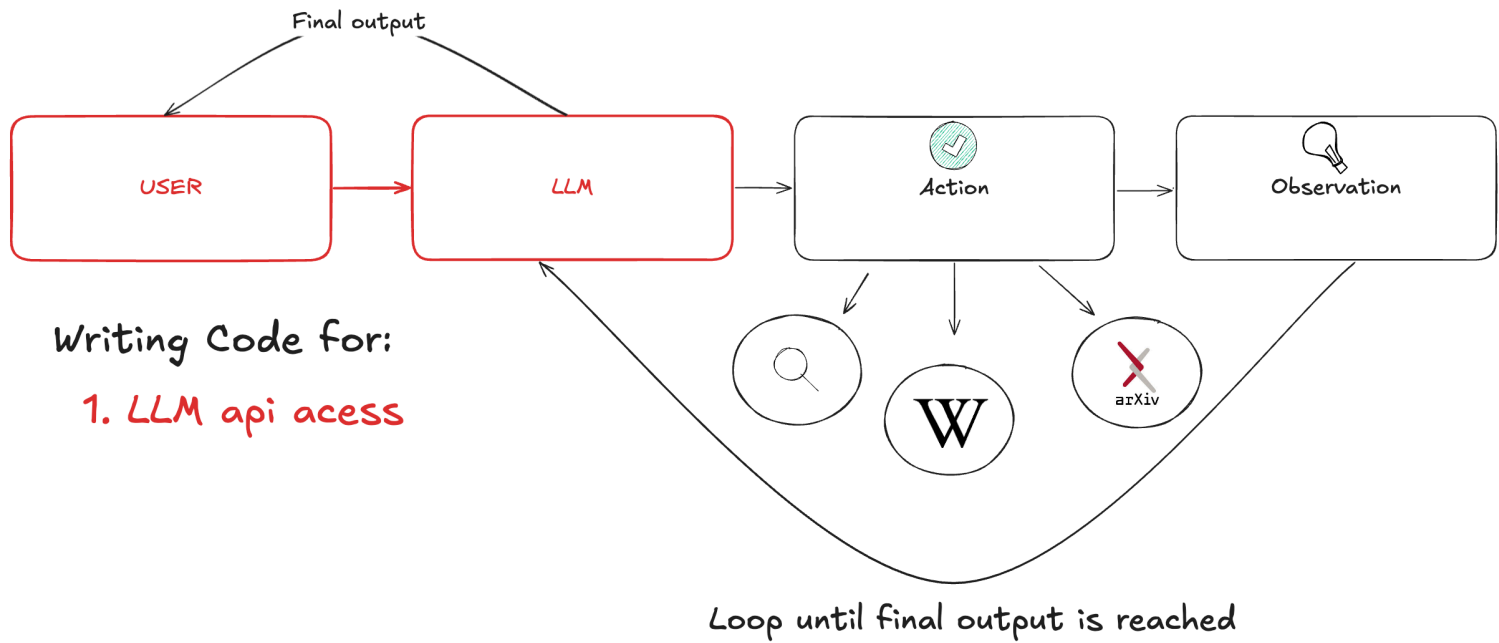 Final output
USER
LLM
Action
Observation
Writing Code for:
1. LLM api acess
W
arXiv
Loop until final output is reached